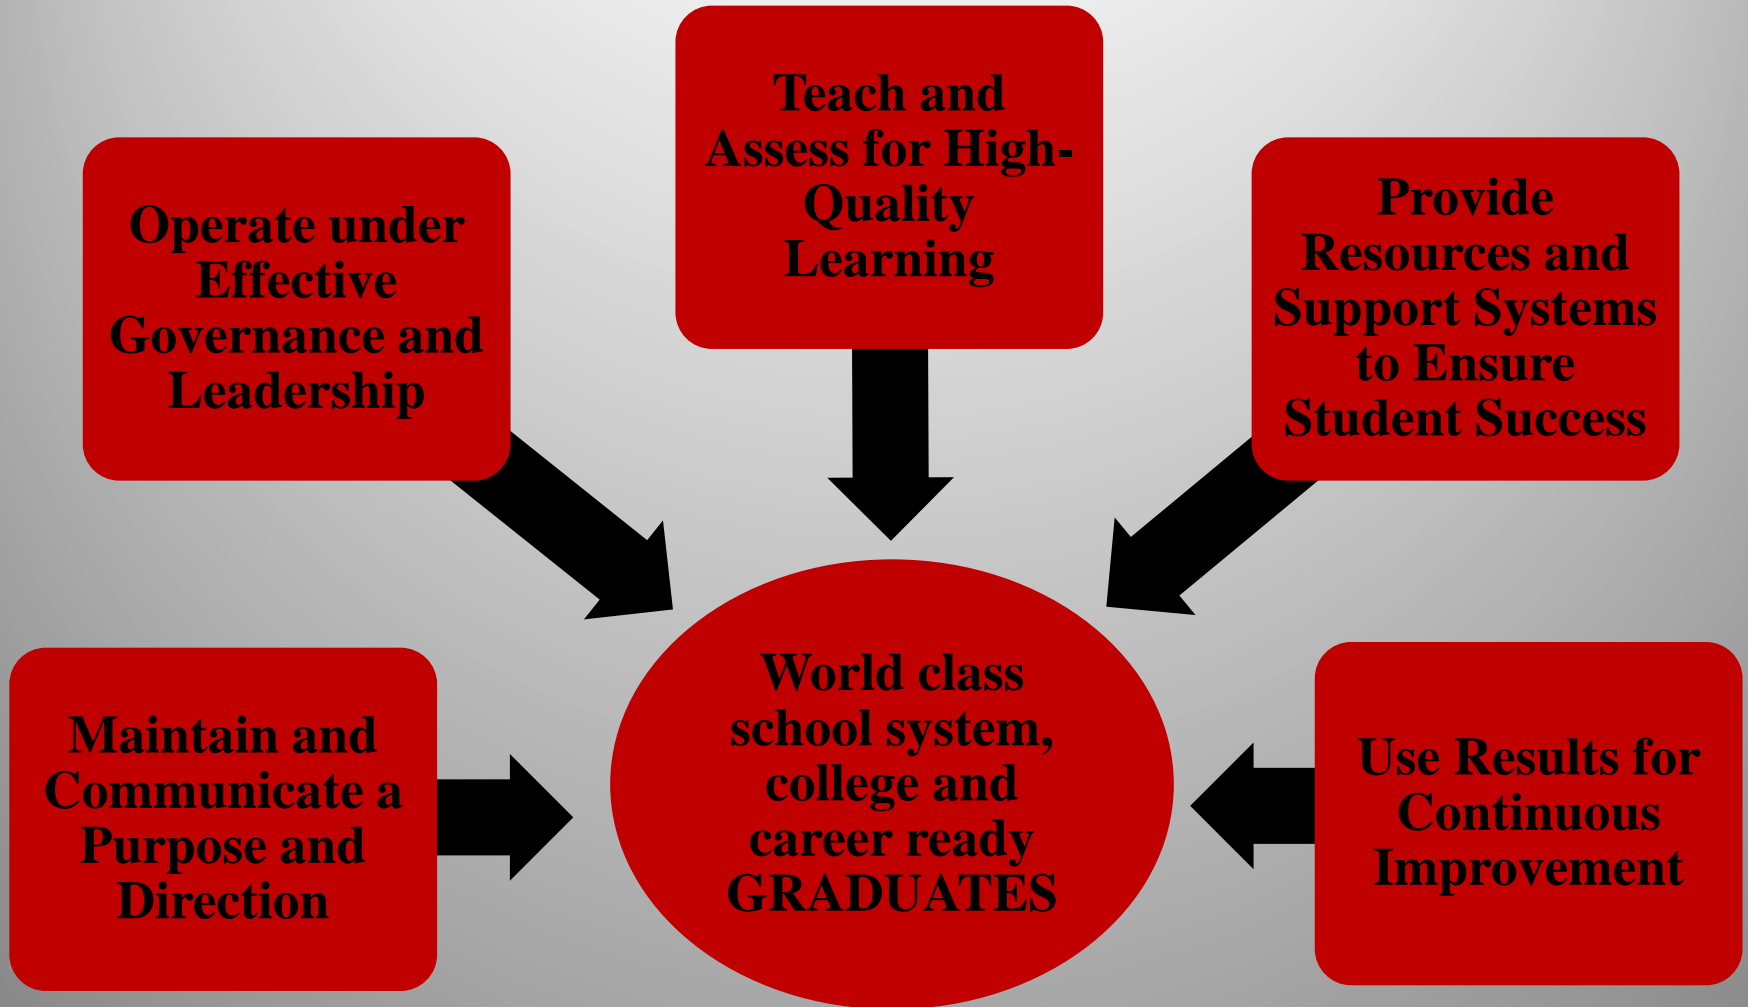 Teach and
Assess for High-
Quality
Learning
Operate under
Effective
Governance and
Leadership
Provide
Resources and
Support Systems
to Ensure
Student Success
Maintain and
Communicate a
Purpose and
Direction
World class
school system,
college and
career ready
GRADUATES
Use Results for
Continuous
Improvement